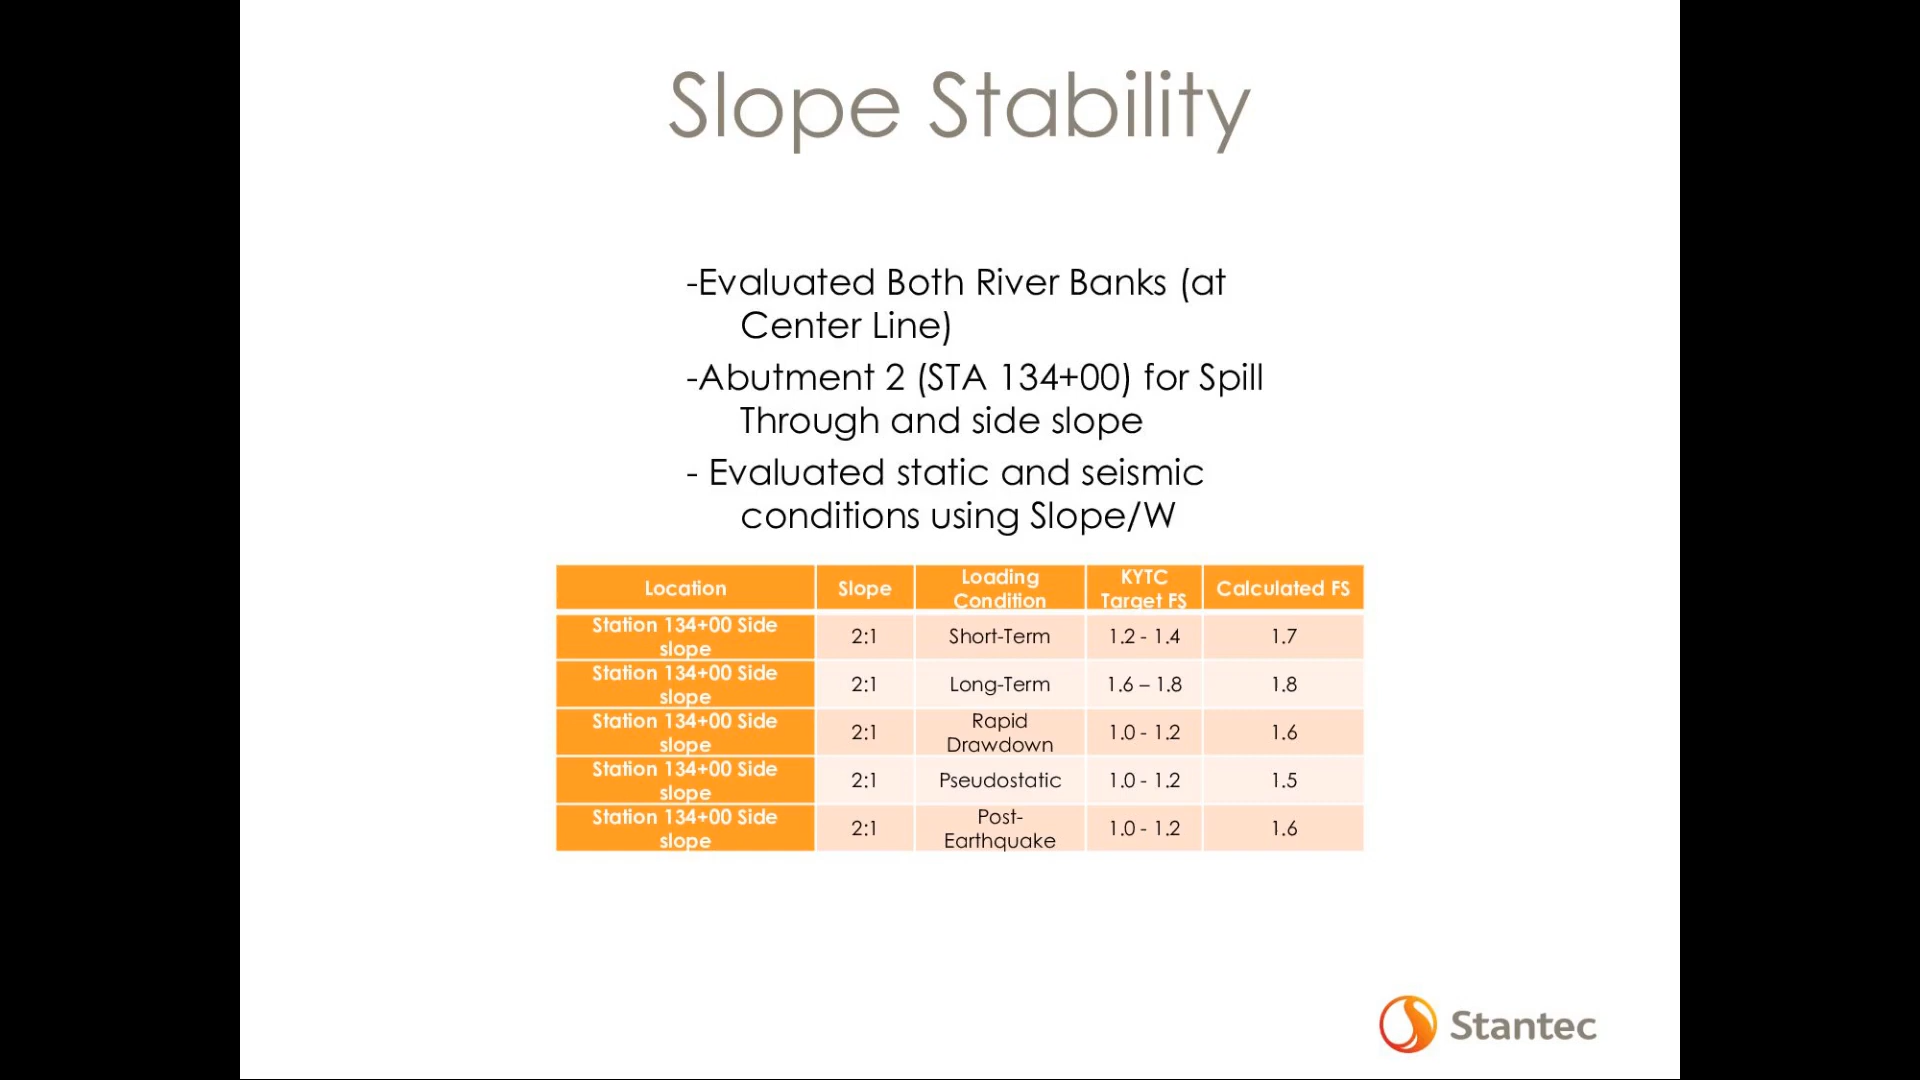 Slope Stability
-Evaluated Both River Banks (at
Center Line)
-Abutment 2 (STA 134+00) for Spill
Through and side slope
- Evaluated static and seismic
conditions using Slope/W
Location Slope Loading Condition KYTC Target FS Calculated FS
Station 134+00 Side slope 2:1 Short-Term 1.2 - 1.4 1.7
Station 134+00 Side slope 2:1 Long-Term 1.6 – 1.8 1.8
Station 134+00 Side slope 2:1 Rapid Drawdown 1.0 - 1.2 1.6
Station 134+00 Side slope 2:1 Pseudostatic 1.0 - 1.2 1.5
Station 134+00 Side slope 2:1 Post-Earthquake 1.0 - 1.2 1.6
Stantec